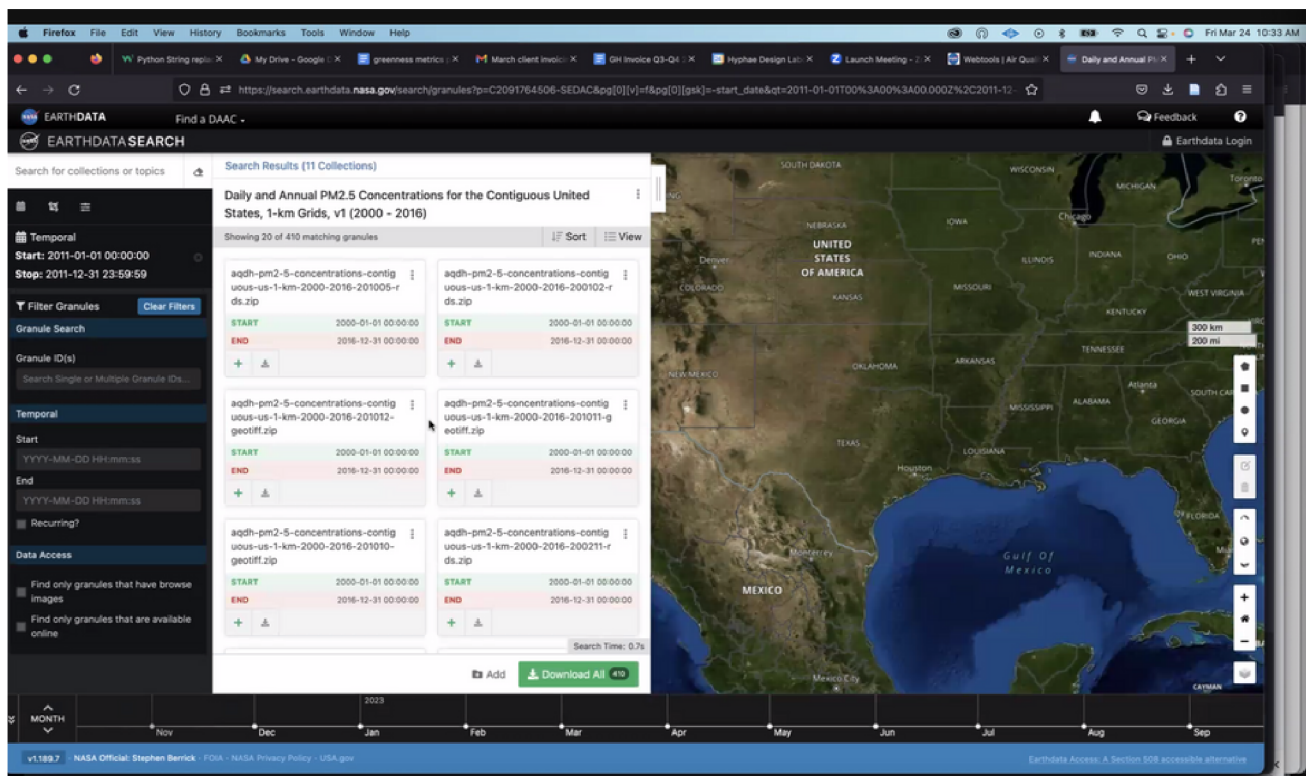 Firefox File Edit View History Bookmarks Tools Window Help
Fri Mar 24 10:33 AM
Python String repla
My Drive - Google
greenness metrics
March client invoic
GH Invoice Q3-Q4
Hyphae Design Lab
Launch Meeting - Z
Webtools | Air Qual
Daily and Annual
https://search.earthdata.nasa.gov/search/granules?p=C2091764506-SEDAC&pg[0][v]=f&pg[0][gsk]=-start_date&qt=2011-01-01T00%3A00%3A00.000Z%2C2011-12-
EARTHDATA
Find a DAAC
Feedback
EARTHDATA SEARCH
Earthdata Login
Search for collections or topics
Temporal
Start: 2011-01-01 00:00:00
Stop: 2011-12-31 23:59:59
Filter Granules
Clear Filters
Granule Search
Granule ID(s)
Search Single or Multiple Granule IDs...
Temporal
Start
YYYY-MM-DD HH:mm:ss
End
YYYY-MM-DD HH:mm:ss
Recurring?
Data Access
Find only granules that have browse
images
Find only granules that are available
online
Search Results (11 Collections)
Daily and Annual PM2.5 Concentrations for the Contiguous United
States, 1-km Grids, v1 (2000 - 2016)
Showing 20 of 410 matching granules
Sort
View
aqdh-pm2-5-concentrations-contig
uous-us-1-km-2000-2016-201005-r
ds.zip
START 2000-01-01 00:00:00
END 2016-12-31 00:00:00
aqdh-pm2-5-concentrations-contig
uous-us-1-km-2000-2016-200102-r
ds.zip
START 2000-01-01 00:00:00
END 2016-12-31 00:00:00
aqdh-pm2-5-concentrations-contig
uous-us-1-km-2000-2016-201012-
geotiff.zip
START 2000-01-01 00:00:00
END 2016-12-31 00:00:00
aqdh-pm2-5-concentrations-contig
uous-us-1-km-2000-2016-201011-g
eotiff.zip
START 2000-01-01 00:00:00
END 2016-12-31 00:00:00
aqdh-pm2-5-concentrations-contig
uous-us-1-km-2000-2016-201010-
geotiff.zip
START 2000-01-01 00:00:00
END 2016-12-31 00:00:00
aqdh-pm2-5-concentrations-contig
uous-us-1-km-2000-2016-200211-r
ds.zip
START 2000-01-01 00:00:00
END 2016-12-31 00:00:00
Search Time: 0.7s
Add
Download All 410
SOUTH DAKOTA
WISCONSIN
MICHIGAN
Toronto
Chicago
NEBRASKA
IOWA
UNITED
STATES
OF AMERICA
Denver
COLORADO
ILLINOIS
INDIANA
OHIO
KANSAS
MISSOURI
WEST VIRGINIA
KENTUCKY
300 km
200 mi
TENNESSEE
OKLAHOMA
ARKANSAS
NEW MEXICO
Atlanta
SOUTH CAR
MISSISSIPPI
ALABAMA
GEORGIA
TEXAS
LOUISIANA
Houston
FLORIDA
Monterrey
Gulf Of
Mexico
MEXICO
Mexico City
CAYMAN
MONTH
2023
Nov Dec Jan Feb Mar Apr May Jun Jul Aug Sep
v1.189.7 NASA Official: Stephen Berrick · FOIA · NASA Privacy Policy · USA.gov
Earthdata Access: A Section 508 accessible alternative